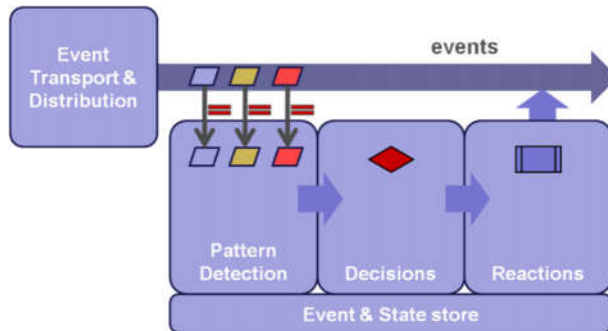 Event
Transport &
Distribution
events
Pattern
Detection
Decisions
Reactions
Event & State store